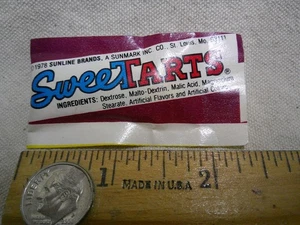 ©1978 SUNLINE BRANDS, A SUNMARK INC. CO., St. Louis, Mo. 63111
SweeTARTS®
INGREDIENTS: Dextrose, Malto-Dextrin, Malic Acid, Magnesium
Stearate, Artificial Flavors and Artificial Colors
1 MADE IN U.S.A 2